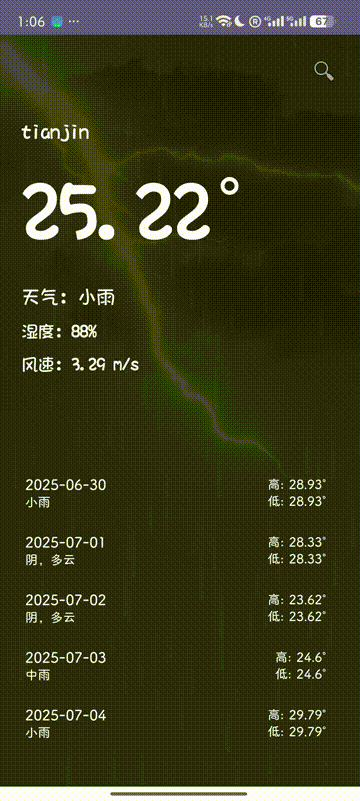 1:06 ··· 15.1 KB/s R 4G 5G 67
tianjin
25.22°
天气: 小雨
湿度: 88%
风速: 3.29 m/s
2025-06-30 高: 28.93°
小雨 低: 28.93°
2025-07-01 高: 28.33°
阴，多云 低: 28.33°
2025-07-02 高: 23.62°
阴，多云 低: 23.62°
2025-07-03 高: 24.6°
中雨 低: 24.6°
2025-07-04 高: 29.79°
小雨 低: 29.79°